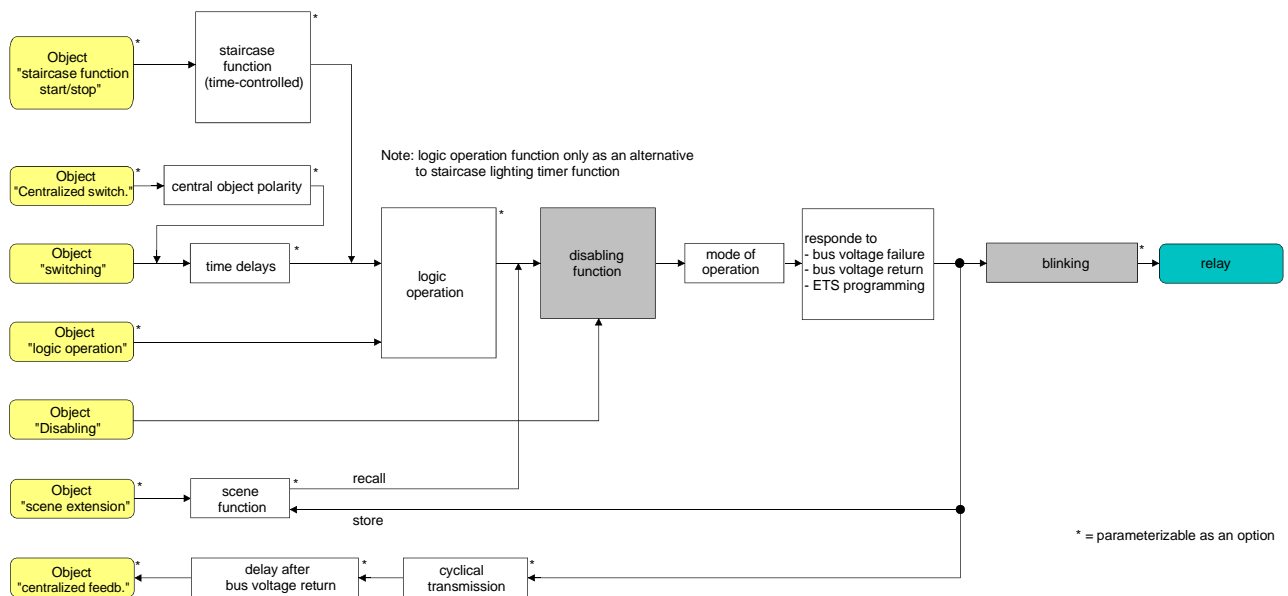 *
Object
"staircase function
start/stop"
*
staircase
function
(time-controlled)
Note: logic operation function only as an alternative
to staircase lighting timer function
*
Object
"Centralized switch."
*
central object polarity
*
Object
"switching"
*
time delays
*
logic
operation
disabling
function
mode of
operation
responde to
- bus voltage failure
- bus voltage return
- ETS programming
*
blinking
relay
*
Object
"logic operation"
Object
"Disabling"
*
Object
"scene extension"
*
scene
function
recall
store
* = parameterizable as an option
*
Object
"centralized feedb."
*
delay after
bus voltage return
*
cyclical
transmission